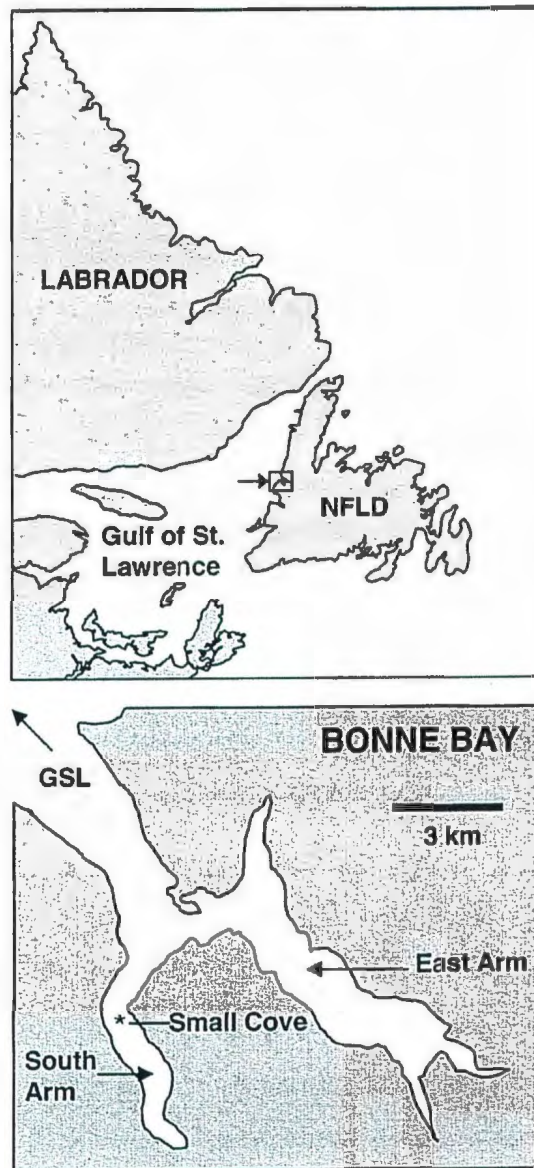 LABRADOR
NFLD
Gulf of St.
Lawrence
BONNE BAY
GSL
3 km
East Arm
Small Cove
South
Arm